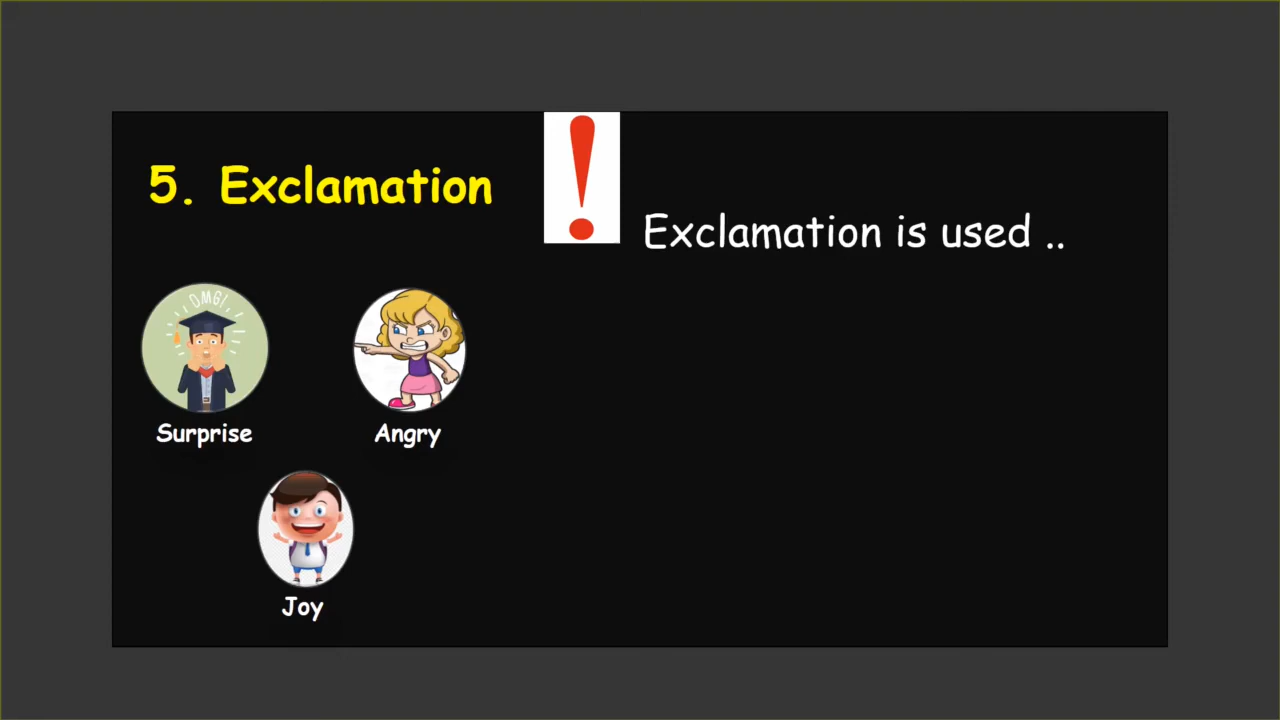 5. Exclamation
!
Exclamation is used ..
OMG!
Surprise
Angry
Joy